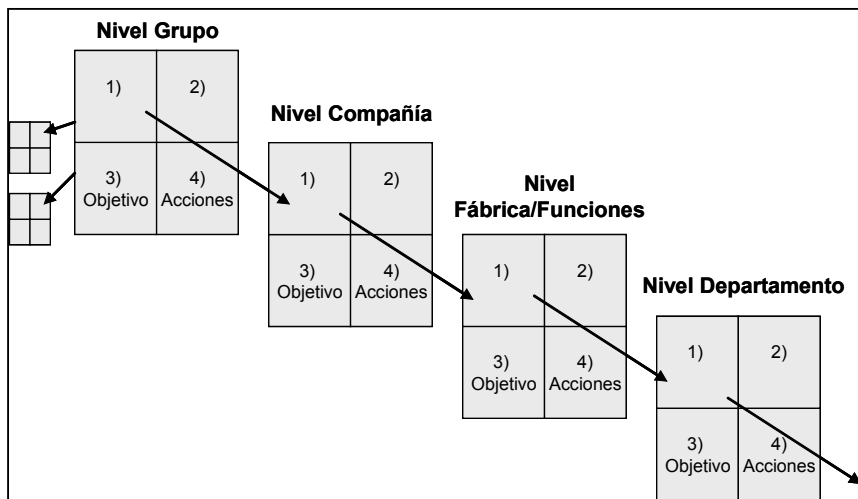 Nivel Grupo
1)
2)
3)
Objetivo
4)
Acciones
Nivel Compañía
1)
2)
3)
Objetivo
4)
Acciones
Nivel
Fábrica/Funciones
1)
2)
3)
Objetivo
4)
Acciones
Nivel Departamento
1)
2)
3)
Objetivo
4)
Acciones